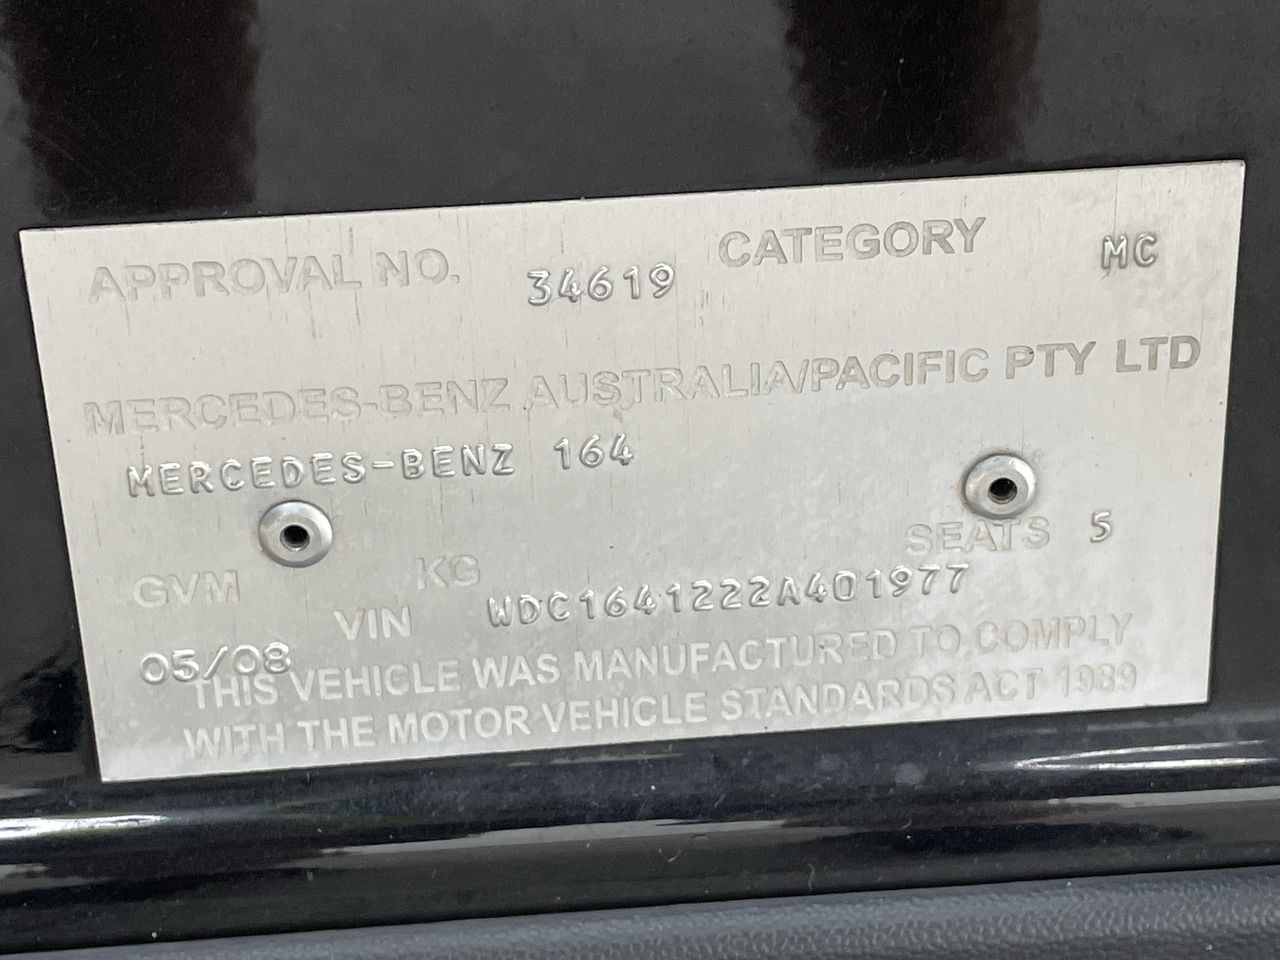 APPROVAL NO. 34619 CATEGORY MC
MERCEDES-BENZ AUSTRALIA/PACIFIC PTY LTD
MERCEDES-BENZ 164
GVM KG SEATS 5
VIN WDC1641222A401977
05/08
THIS VEHICLE WAS MANUFACTURED TO COMPLY
WITH THE MOTOR VEHICLE STANDARDS ACT 1989